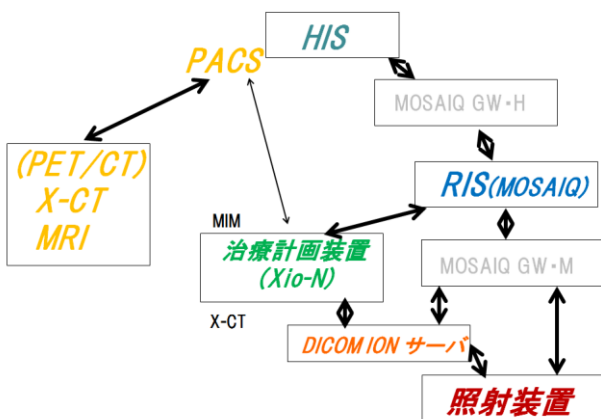 HIS
PACS
MOSAIQ GW・H
(PET/CT)
X-CT
MRI
RIS(MOSAIQ)
MIM
治療計画装置
(Xio-N)
MOSAIQ GW・M
X-CT
DICOM ION サーバ
照射装置